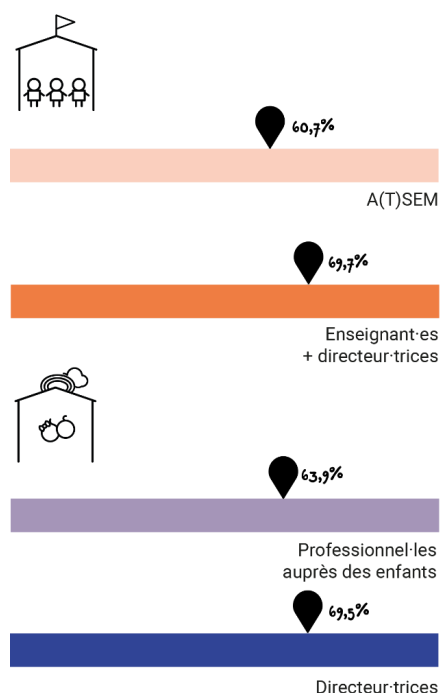 60,7%
A(T)SEM
69,7%
Enseignant·es
+ directeur·trices
63,9%
Professionnel·les
auprès des enfants
69,5%
Directeur·trices